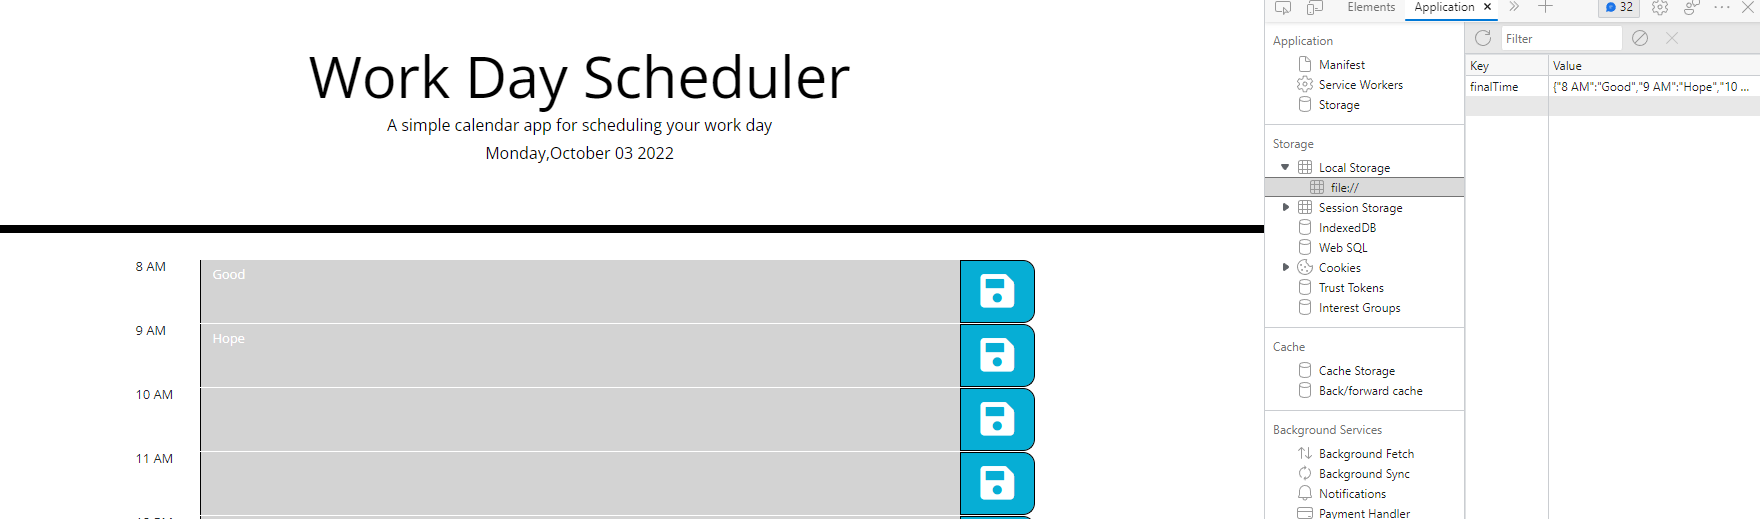 Work Day Scheduler
A simple calendar app for scheduling your work day
Monday,October 03 2022
8 AM
Good
9 AM
Hope
10 AM
11 AM
Elements
Application
32
Application
Manifest
Service Workers
Storage
Storage
Local Storage
file://
Session Storage
IndexedDB
Web SQL
Cookies
Trust Tokens
Interest Groups
Cache
Cache Storage
Back/forward cache
Background Services
Background Fetch
Background Sync
Notifications
Payment Handler
Filter
Key Value
finalTime {"8 AM":"Good","9 AM":"Hope","10 ...